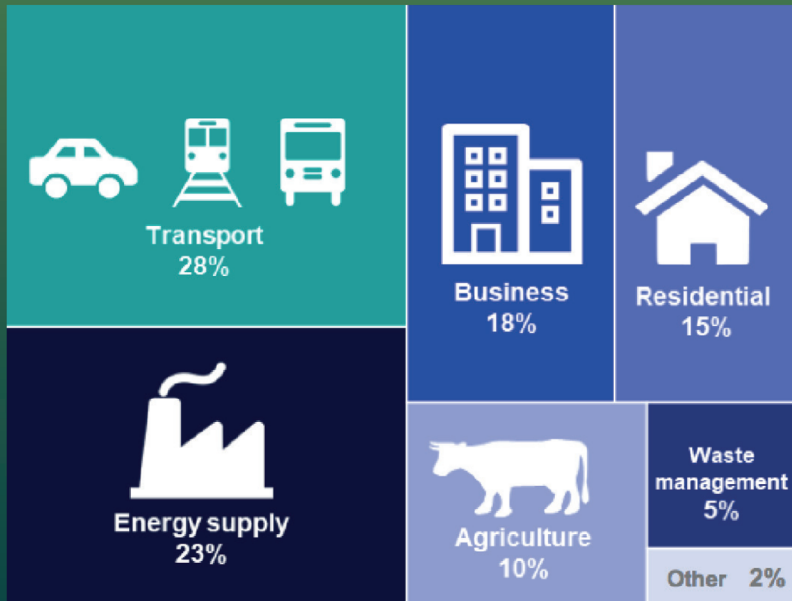 Transport
28%
Business
18%
Residential
15%
Energy supply
23%
Agriculture
10%
Waste
management
5%
Other 2%